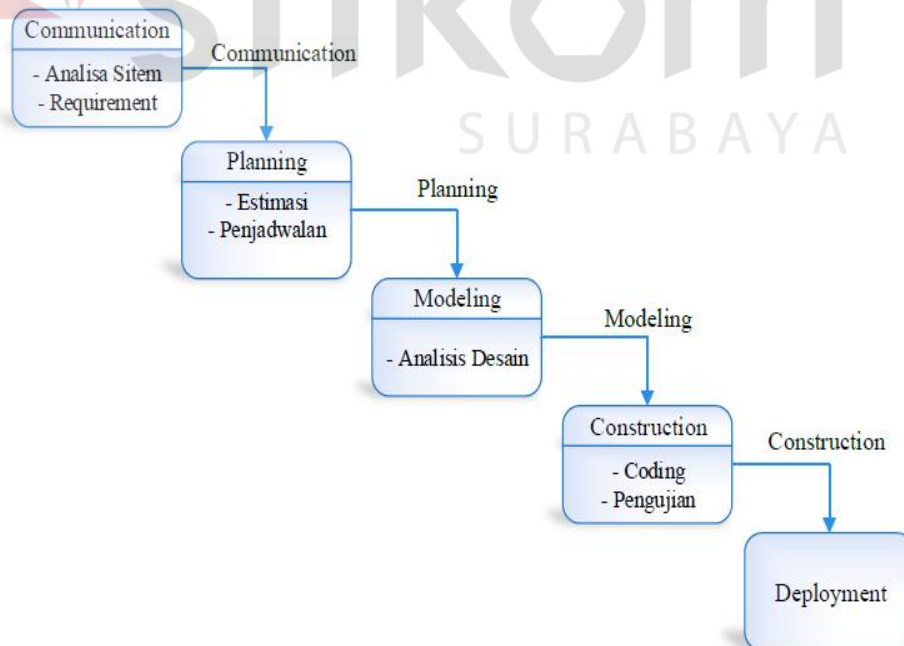 stikom
SURABAYA
Communication
- Analisa Sitem
- Requirement
Communication
Planning
- Estimasi
- Penjadwalan
Planning
Modeling
- Analisis Desain
Modeling
Construction
- Coding
- Pengujian
Construction
Deployment